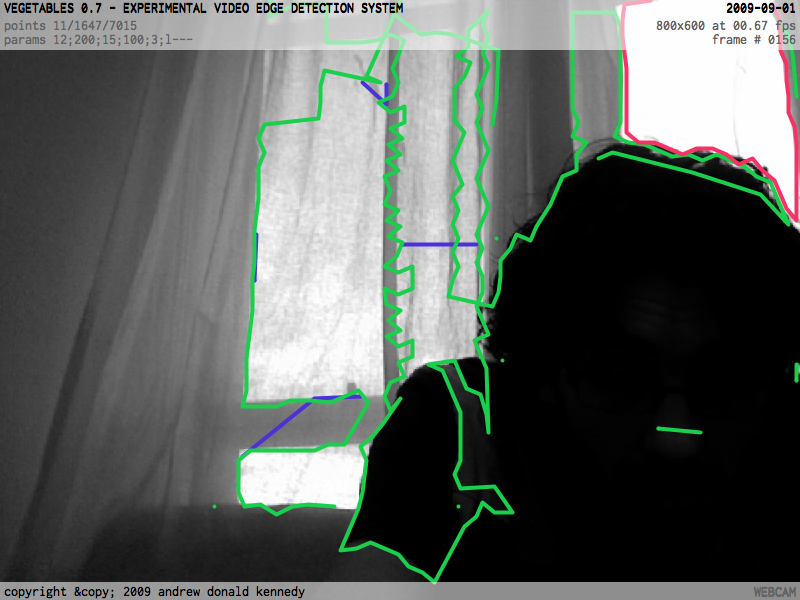 VEGETABLES 0.7 - EXPERIMENTAL VIDEO EDGE DETECTION SYSTEM 2009-09-01
points 11/1647/7015 800x600 at 00.67 fps
params 12;200;15;100;3;l--- frame # 0156
copyright &copy; 2009 andrew donald kennedy WEBCAM